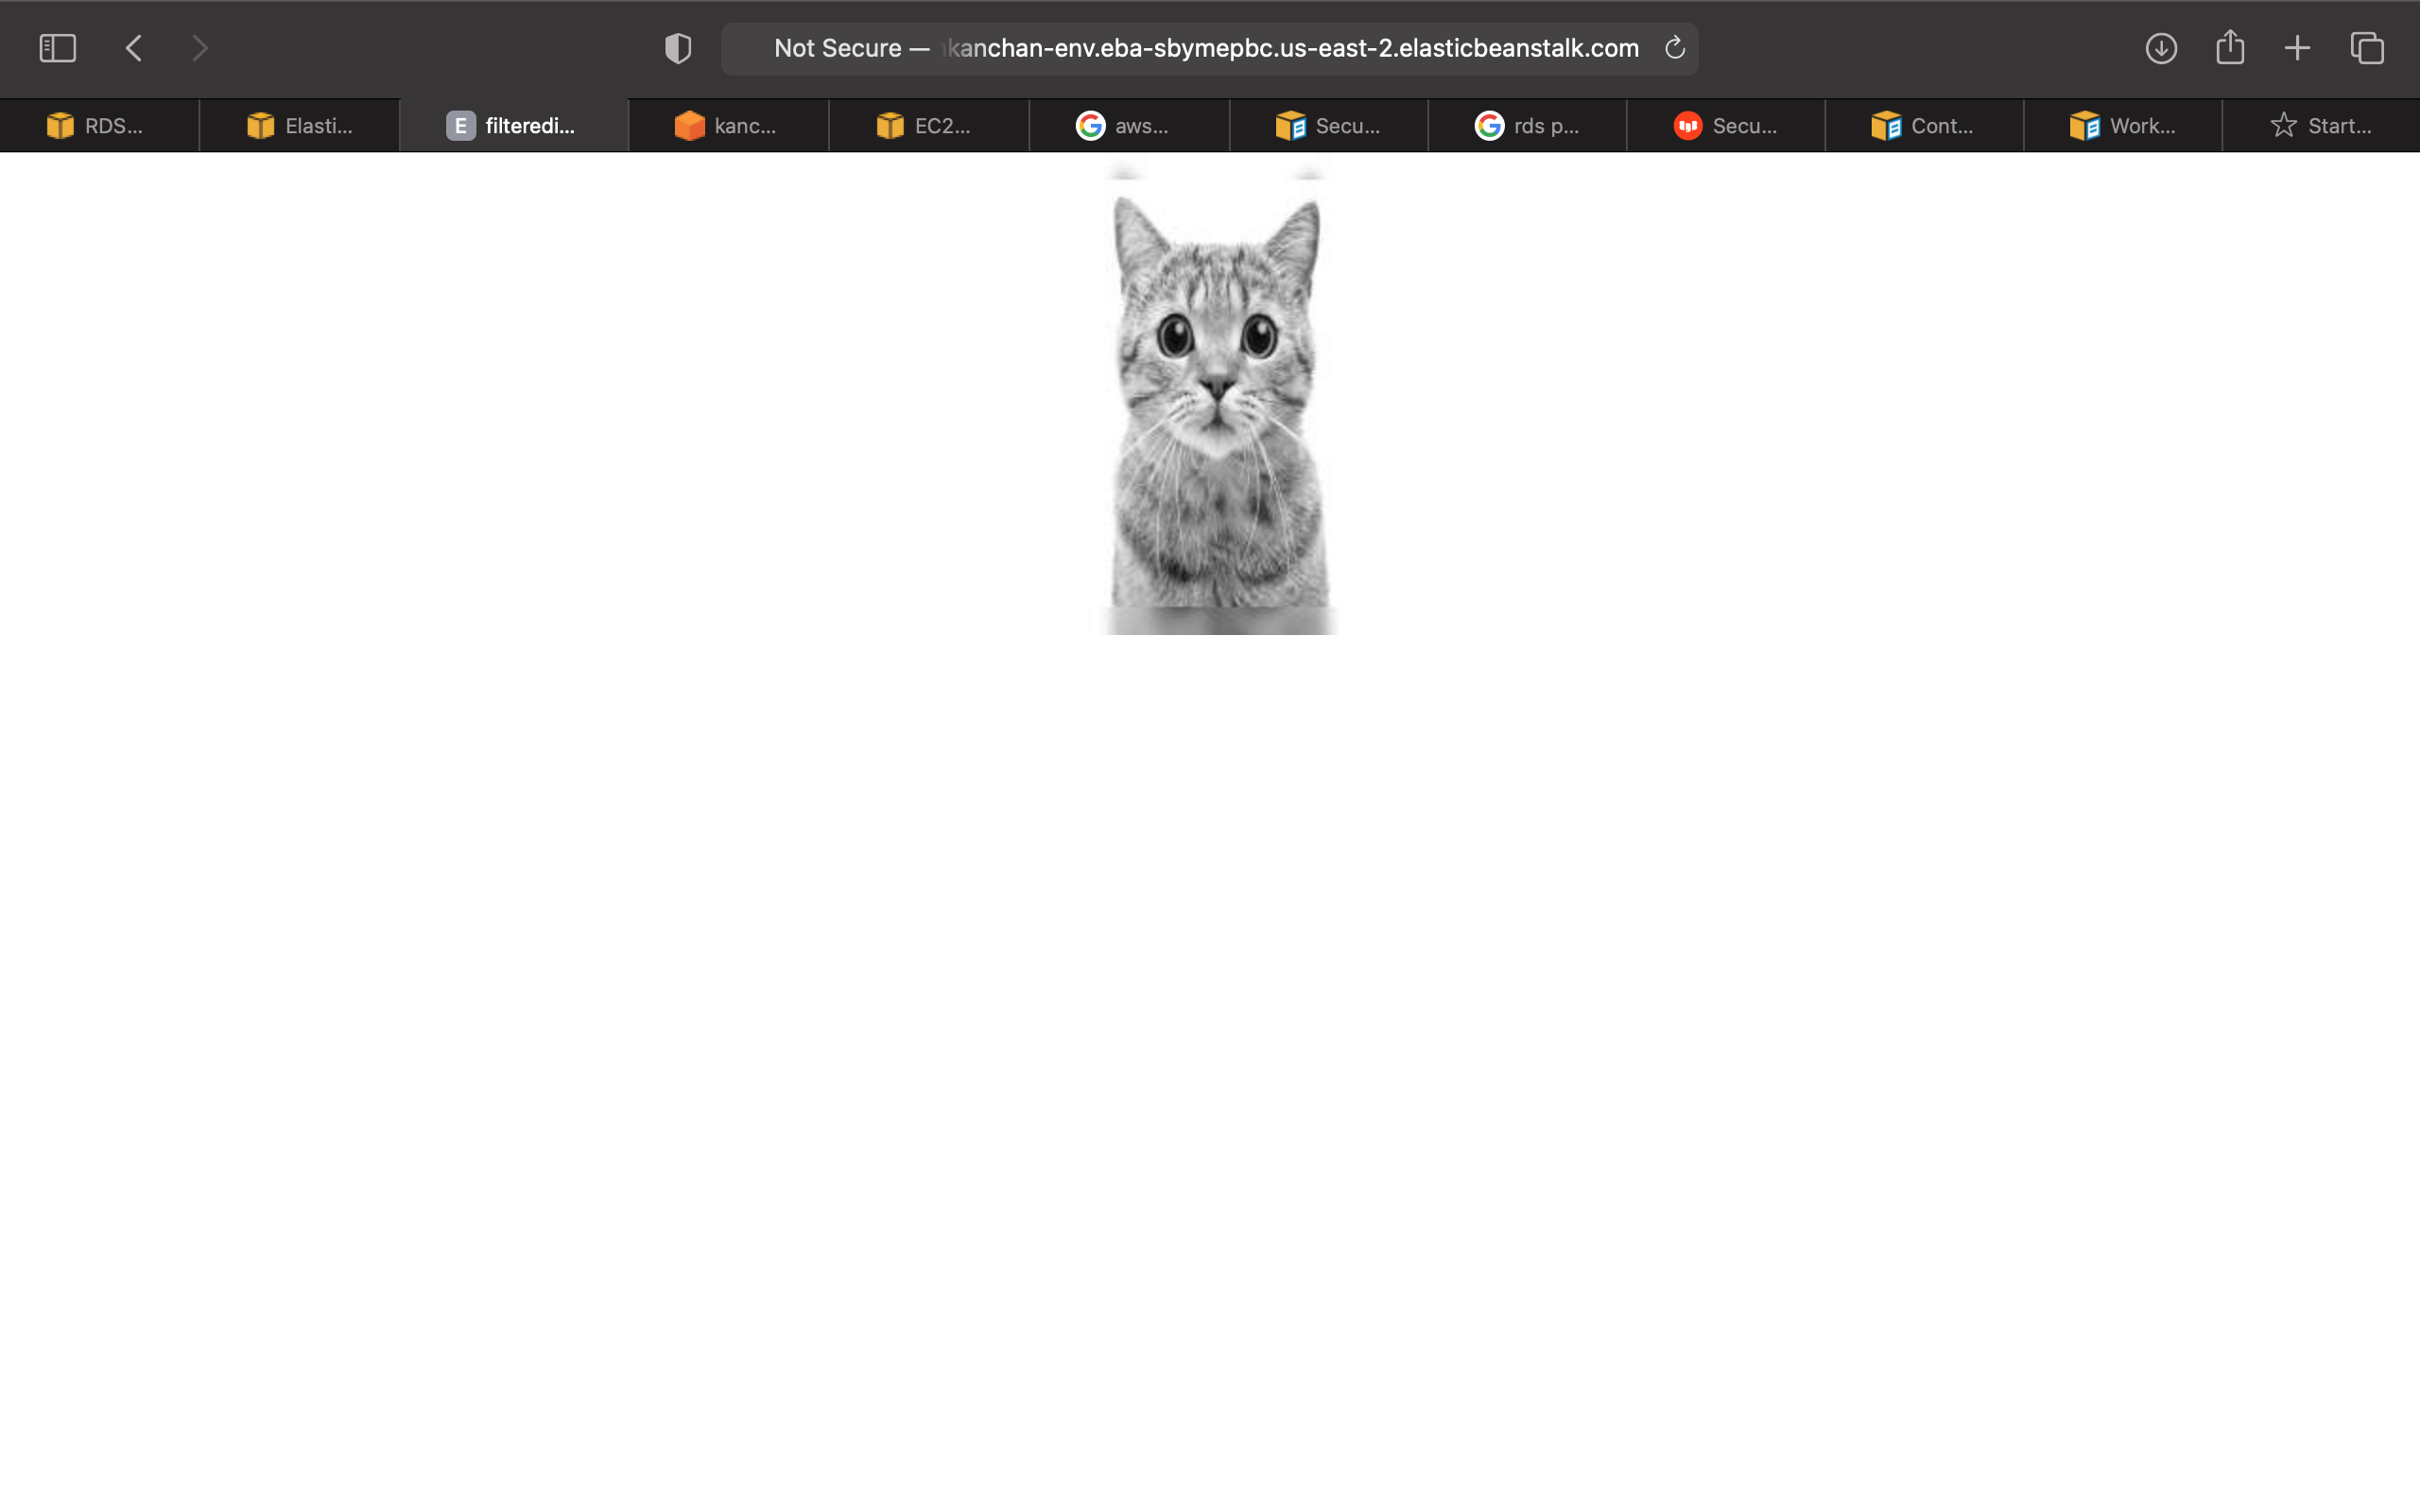 Not Secure — kanchan-env.eba-sbymepbc.us-east-2.elasticbeanstalk.com
RDS... Elasti... E filteredi... kanc... EC2... aws... Secu... rds p... Secu... Cont... Work... Start...